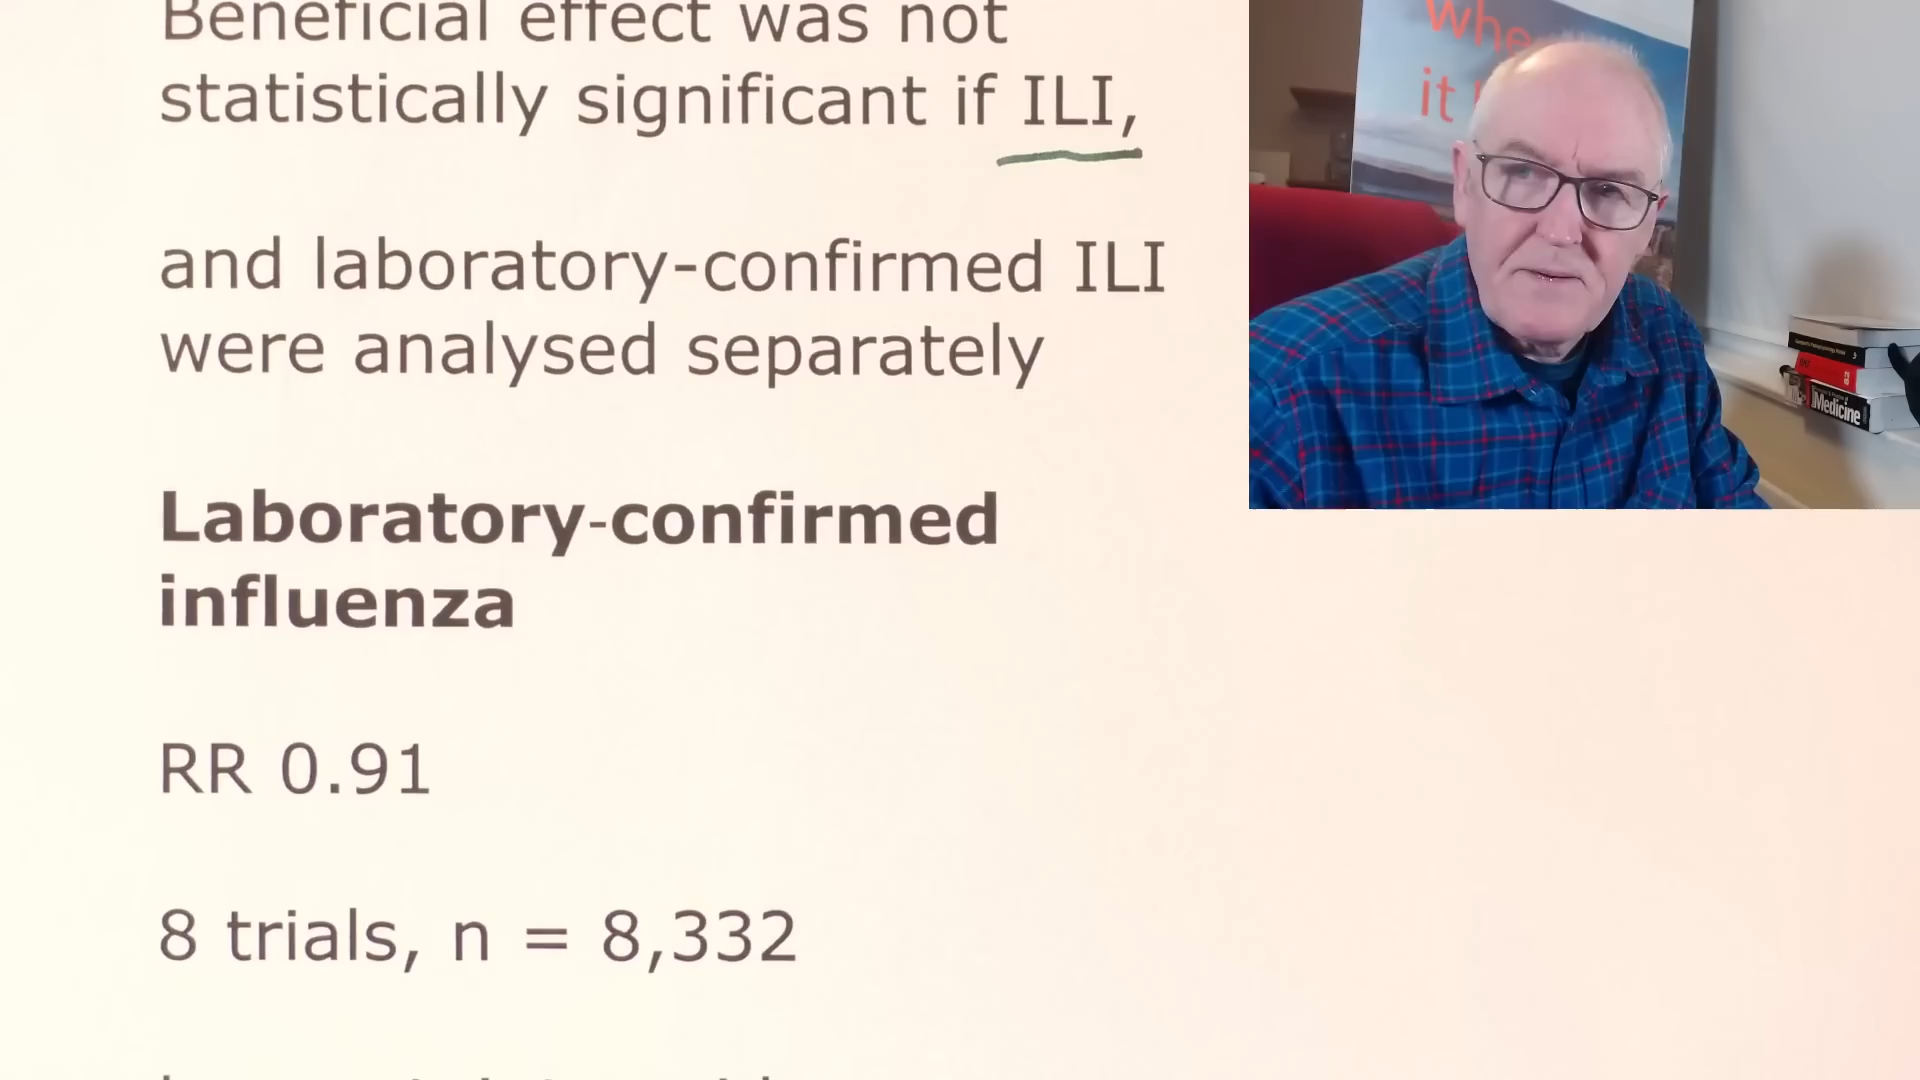 Beneficial effect was not
statistically significant if ILI,
and laboratory-confirmed ILI
were analysed separately
Laboratory-confirmed
influenza
RR 0.91
8 trials, n = 8,332
it
Medicine